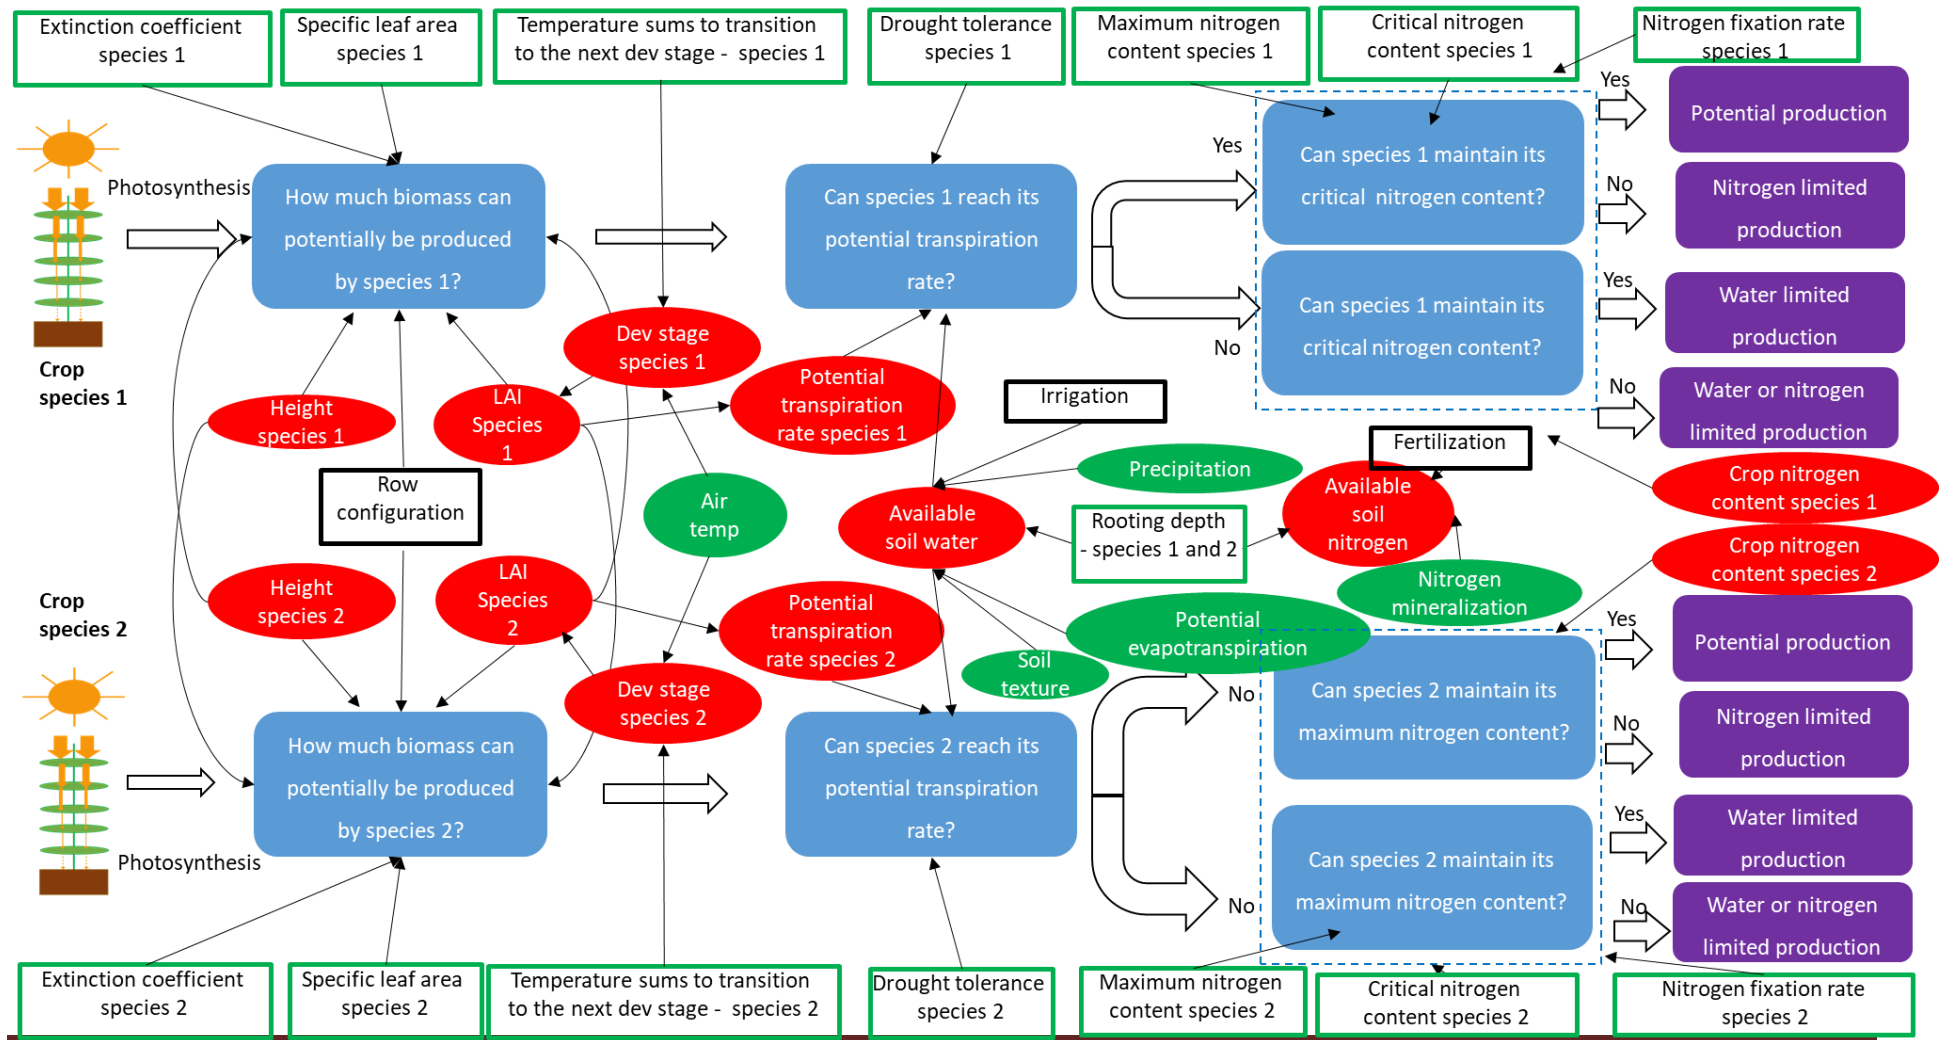 Extinction coefficient
species 1
Specific leaf area
species 1
Temperature sums to transition
to the next dev stage - species 1
Drought tolerance
species 1
Maximum nitrogen
content species 1
Critical nitrogen
content species 1
Nitrogen fixation rate
species 1
Photosynthesis
How much biomass can
potentially be produced
by species 1?
Can species 1 reach its
potential transpiration
rate?
Yes
No
Can species 1 maintain its
critical nitrogen content?
Can species 1 maintain its
critical nitrogen content?
Yes
Potential production
No
Nitrogen limited
production
Yes
Water limited
production
No
Water or nitrogen
limited production
Crop
species 1
Height
species 1
LAI
Species
1
Dev stage
species 1
Potential
transpiration
rate species 1
Irrigation
Precipitation
Fertilization
Row
configuration
Air
temp
Available
soil water
Rooting depth
- species 1 and 2
Available
soil
nitrogen
Crop nitrogen
content species 1
Crop nitrogen
content species 2
Nitrogen
mineralization
Crop
species 2
Height
species 2
LAI
Species
2
Dev stage
species 2
Potential
transpiration
rate species 2
Soil
texture
Potential
evapotranspiration
Photosynthesis
How much biomass can
potentially be produced
by species 2?
Can species 2 reach its
potential transpiration
rate?
No
No
Can species 2 maintain its
maximum nitrogen content?
Can species 2 maintain its
maximum nitrogen content?
Yes
Potential production
No
Nitrogen limited
production
Yes
Water limited
production
No
Water or nitrogen
limited production
Extinction coefficient
species 2
Specific leaf area
species 2
Temperature sums to transition
to the next dev stage - species 2
Drought tolerance
species 2
Maximum nitrogen
content species 2
Critical nitrogen
content species 2
Nitrogen fixation rate
species 2